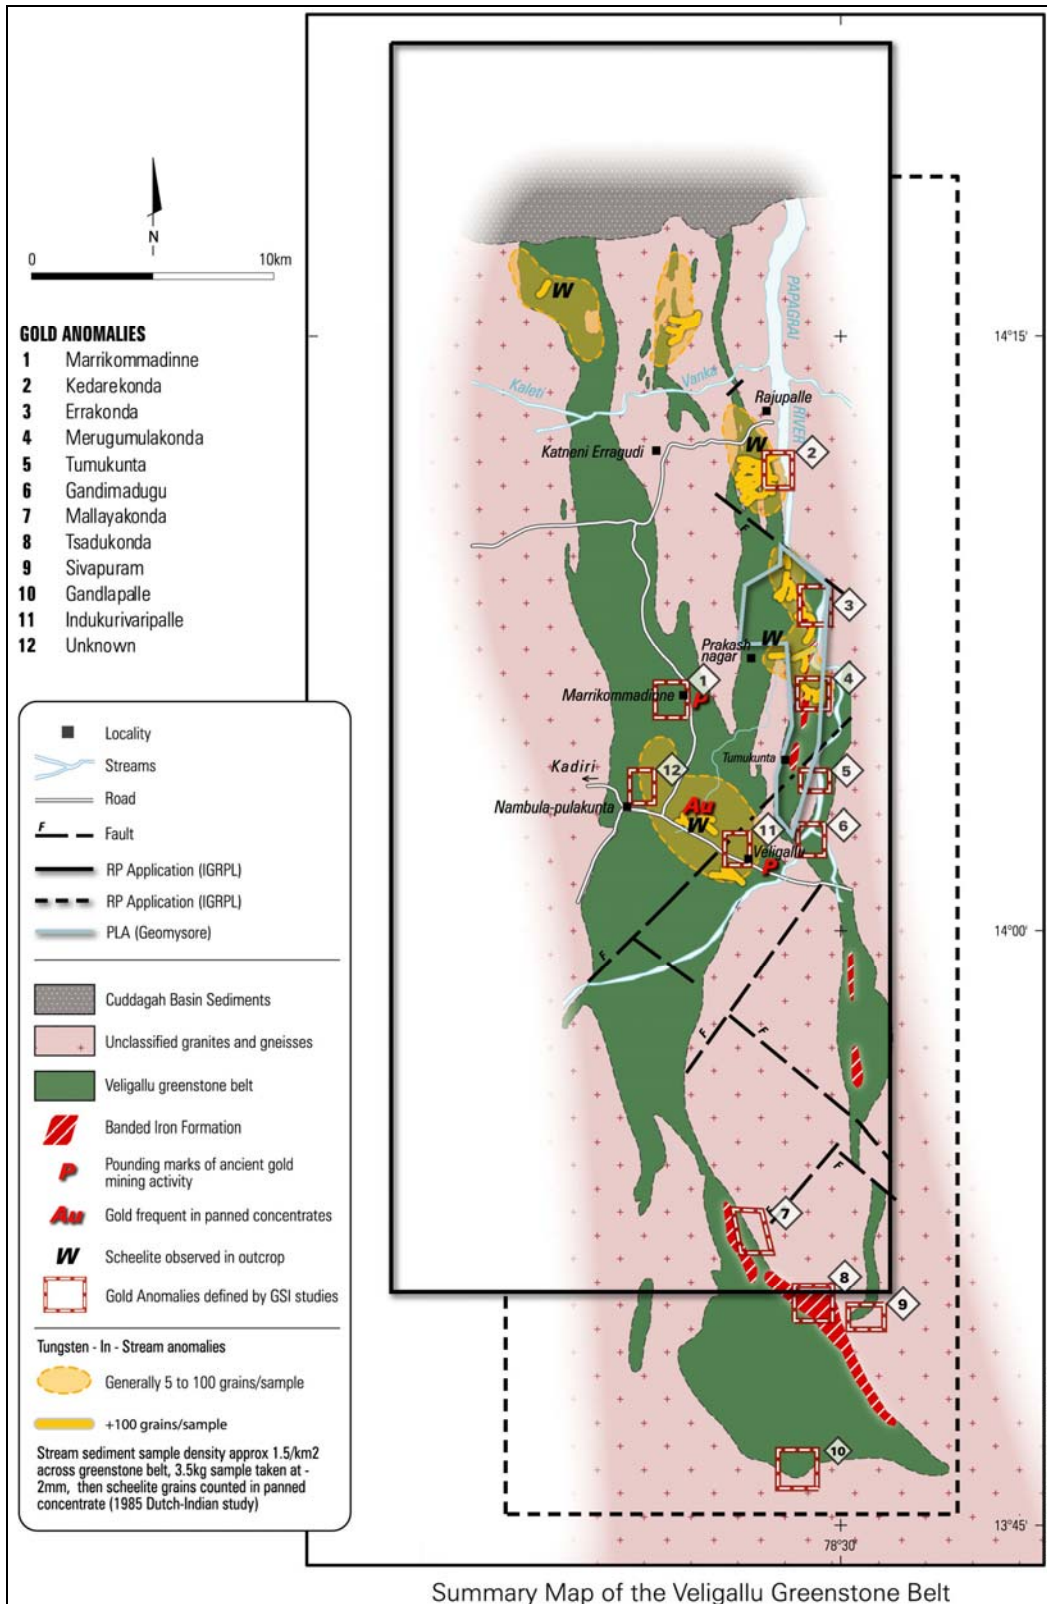 N
0 10km
GOLD ANOMALIES
1 Marrikommadinne
2 Kedarekonda
3 Errakonda
4 Merugumulakonda
5 Tumukunta
6 Gandimadugu
7 Mallayakonda
8 Tsadukonda
9 Sivapuram
10 Gandlapalle
11 Indukurivaripalle
12 Unknown
Locality
Streams
Road
F Fault
RP Application (IGRPL)
RP Application (IGRPL)
PLA (Geomysore)
Cuddagah Basin Sediments
Unclassified granites and gneisses
Veligallu greenstone belt
Banded Iron Formation
P Pounding marks of ancient gold
mining activity
Au Gold frequent in panned concentrates
W Scheelite observed in outcrop
Gold Anomalies defined by GSI studies
Tungsten - In - Stream anomalies
Generally 5 to 100 grains/sample
+100 grains/sample
Stream sediment sample density approx 1.5/km2
across greenstone belt, 3.5kg sample taken at -
2mm, then scheelite grains counted in panned
concentrate (1985 Dutch-Indian study)
W
PAPAGRAI
RIVER
14°15'
Kaleti
Vanka
Rajupalle
W
Katneni Erragudi
2
F
3
W
Prakash
nagar
1
4
Marrikommadinne
P
Tumukunta
Kadiri
←
12
5
Nambula-pulakunta
Au
W
11
6
Veligallu
P
14°00'
F
F
F
F
F
7
8
9
10
13°45'
78°30'
Summary Map of the Veligallu Greenstone Belt